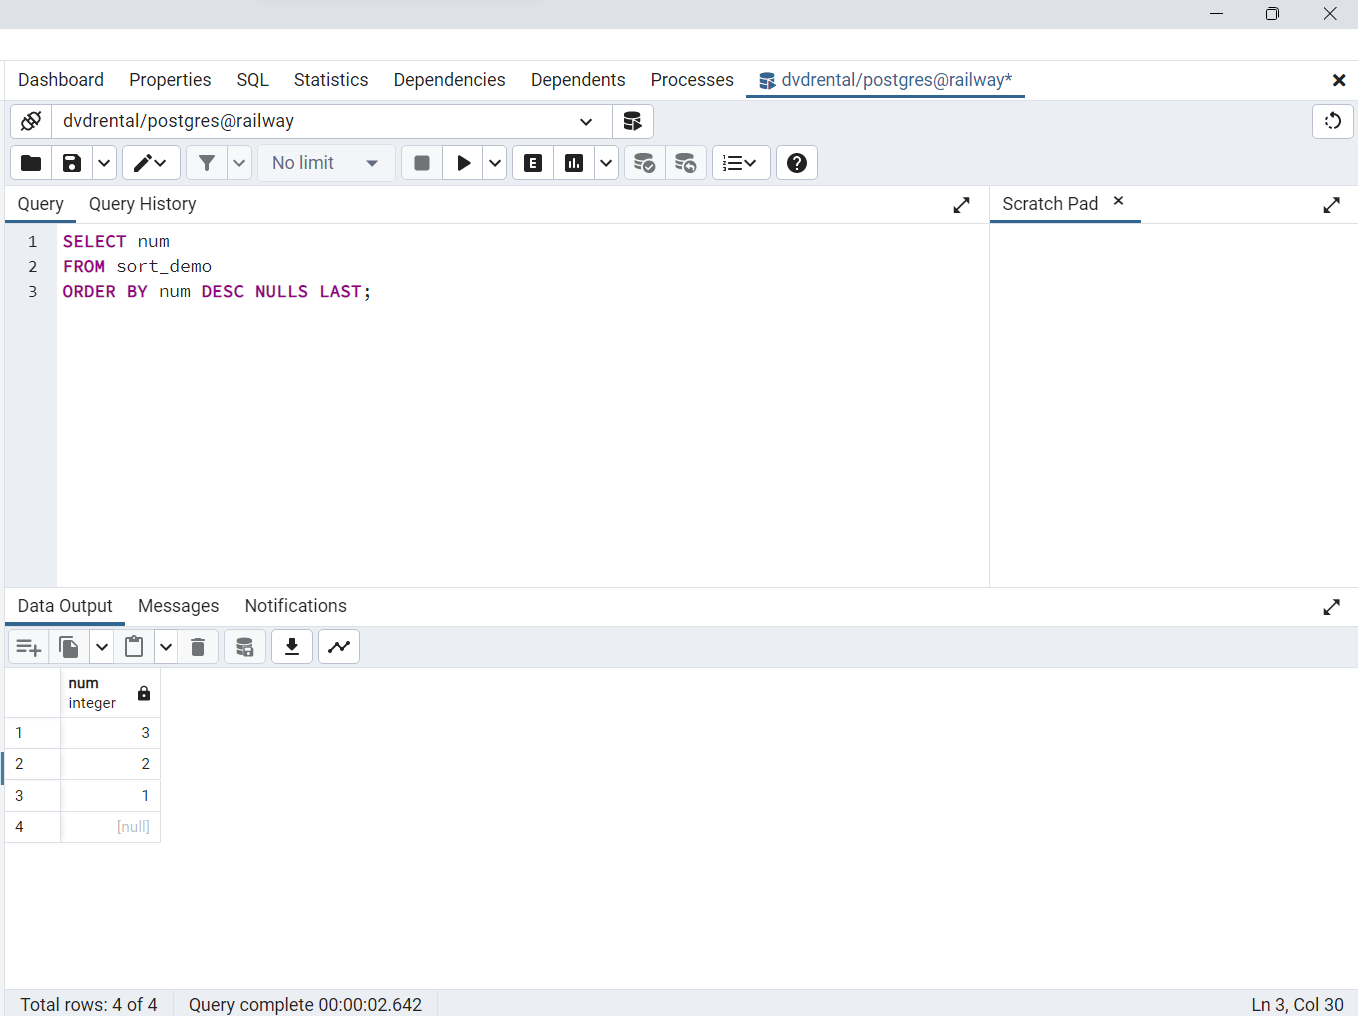 Dashboard Properties SQL Statistics Dependencies Dependents Processes dvdrental/postgres@railway*
dvdrental/postgres@railway
No limit E
Query Query History Scratch Pad
1 SELECT num
2 FROM sort_demo
3 ORDER BY num DESC NULLS LAST;
Data Output Messages Notifications
num
integer
1 3
2 2
3 1
4 [null]
Total rows: 4 of 4 Query complete 00:00:02.642 Ln 3, Col 30